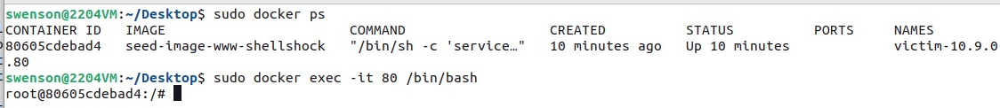 swenson@2204VM:~/Desktop$ sudo docker ps
CONTAINER ID   IMAGE                      COMMAND                  CREATED          STATUS          PORTS     NAMES
80605cdebad4   seed-image-www-shellshock   "/bin/sh -c 'service…"   10 minutes ago   Up 10 minutes             victim-10.9.0
.80
swenson@2204VM:~/Desktop$ sudo docker exec -it 80 /bin/bash
root@80605cdebad4:/#